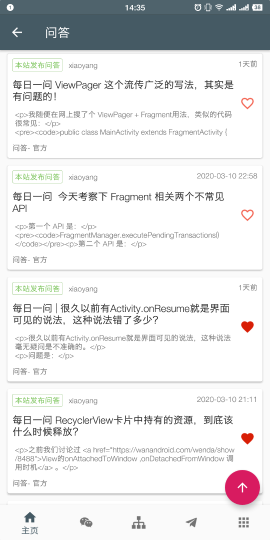 14:35
38
问答
本站发布问答 xiaoyang 1天前
每日一问 ViewPager 这个流传广泛的写法，其实是
有问题的！
<p>我随便在网上搜了个 ViewPager + Fragment用法，类似的代码
很常见：</p>
<pre><code>public class MainActivity extends FragmentActivity {
问答· 官方
本站发布问答 xiaoyang 2020-03-10 22:58
每日一问 今天考察下 Fragment 相关两个不常见
API
<p>第一个 API 是：</p>
<pre><code>FragmentManager.executePendingTransactions()
</code></pre><p>第二个 API 是：</p>
问答· 官方
本站发布问答 xiaoyang 1天前
每日一问 | 很久以前有Activity.onResume就是界面
可见的说法，这种说法错了多少？
<p>很久以前有Activity.onResume就是界面可见的说法，这种说法
毫无疑问是不准确的。</p>
<p>问题是：</p>
问答· 官方
本站发布问答 xiaoyang 2020-03-10 21:11
每日一问 RecyclerView卡片中持有的资源，到底该
什么时候释放？
<p>之前我们讨论过 <a href="https://wanandroid.com/wenda/show
/8488">View的onAttachedToWindow ,onDetachedFromWindow 调
用时机</a> 。</p>
问答· 官方
主页